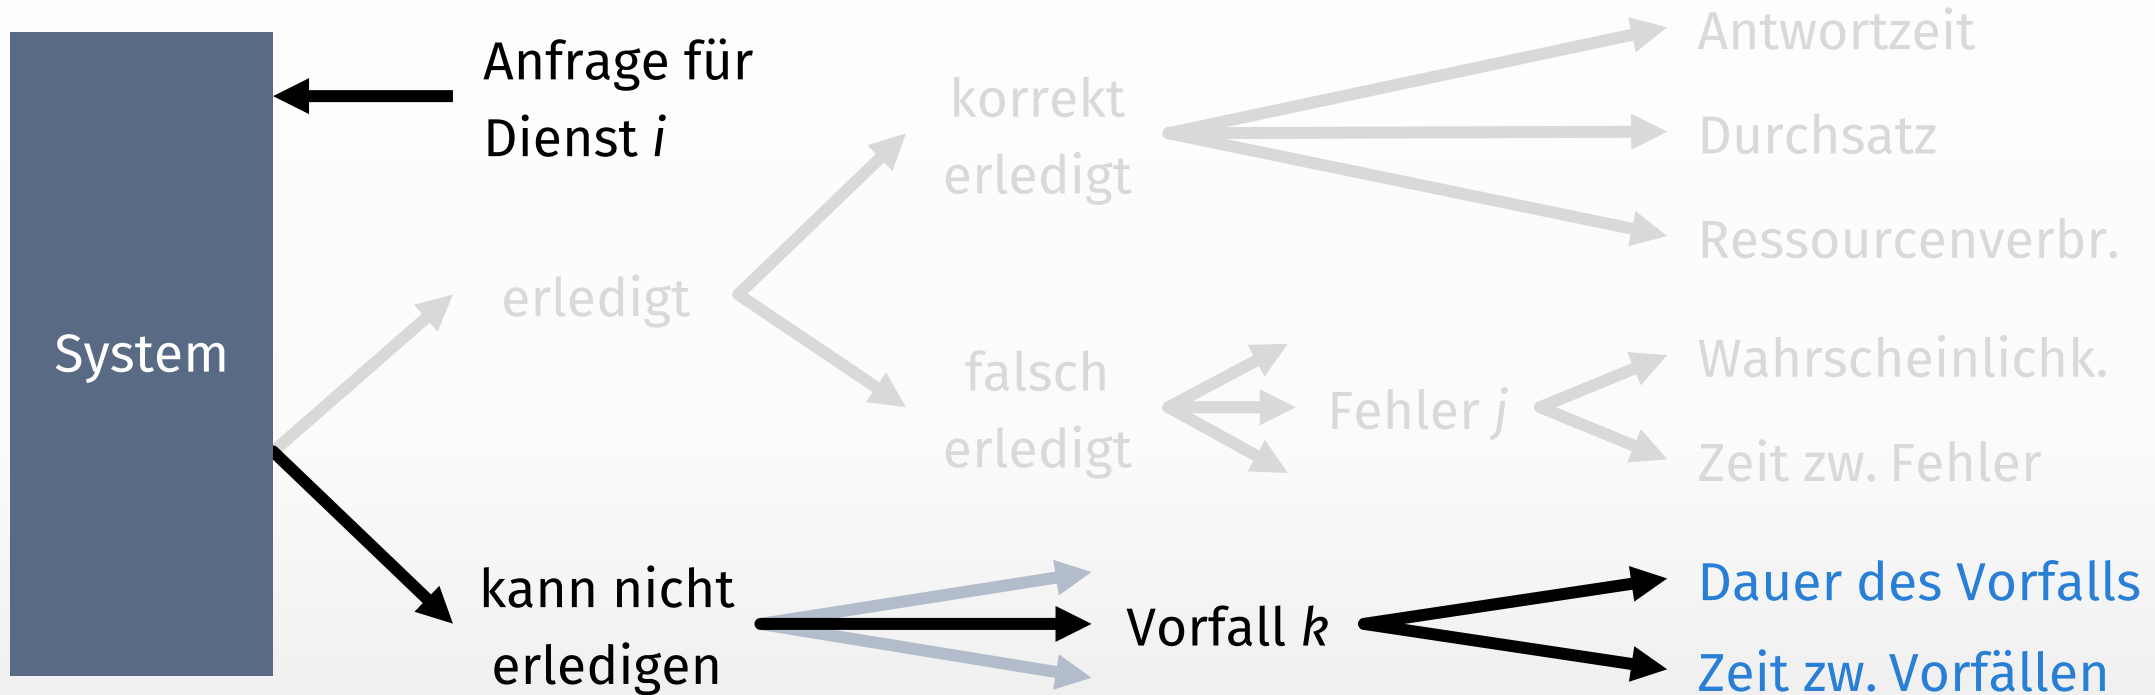 System
Anfrage für
Dienst i
erledigt
korrekt
erledigt
Antwortzeit
Durchsatz
Ressourcenverbr.
falsch
erledigt
Fehler j
Wahrscheinlichk.
Zeit zw. Fehler
kann nicht
erledigen
Vorfall k
Dauer des Vorfalls
Zeit zw. Vorfällen